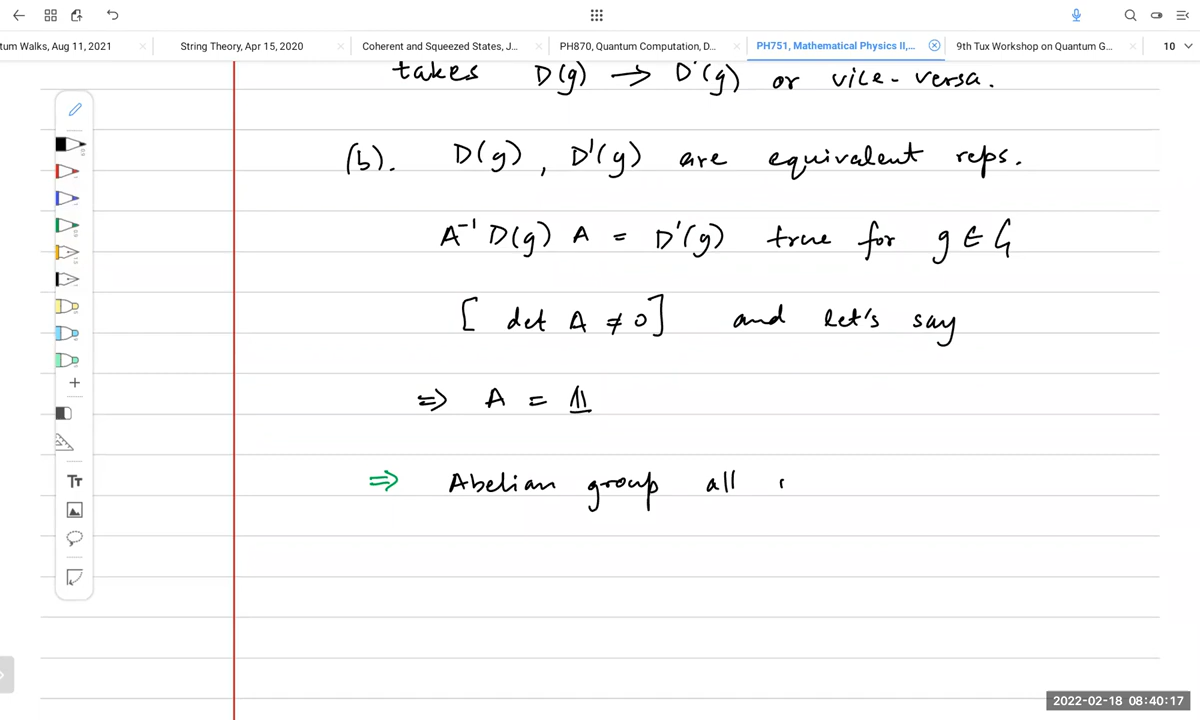 tum Walks, Aug 11, 2021
String Theory, Apr 15, 2020
Coherent and Squeezed States, J...
PH870, Quantum Computation, D...
PH751, Mathematical Physics II,...
9th Tux Workshop on Quantum G...
10
takes D(g) → D'(g) or vice-versa.
(b). D(g), D'(g) are equivalent reps.
A⁻¹ D(g) A = D'(g) true for g ∈ G
[ det A ≠ 0 ] and let's say
⇒ A = 𝟙
⇒ Abelian group all
Tт
2022-02-18 08:40:17